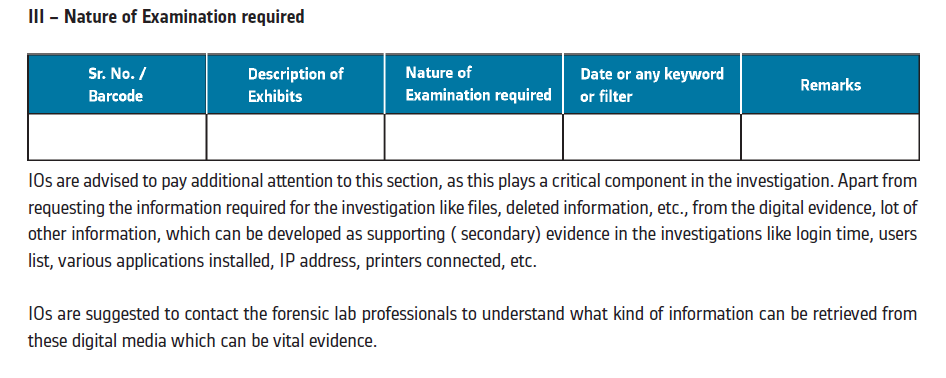 III – Nature of Examination required
Sr. No. /
Barcode
Description of
Exhibits
Nature of
Examination required
Date or any keyword
or filter
Remarks
IOs are advised to pay additional attention to this section, as this plays a critical component in the investigation. Apart from
requesting the information required for the investigation like files, deleted information, etc., from the digital evidence, lot of
other information, which can be developed as supporting ( secondary) evidence in the investigations like login time, users
list, various applications installed, IP address, printers connected, etc.
IOs are suggested to contact the forensic lab professionals to understand what kind of information can be retrieved from
these digital media which can be vital evidence.